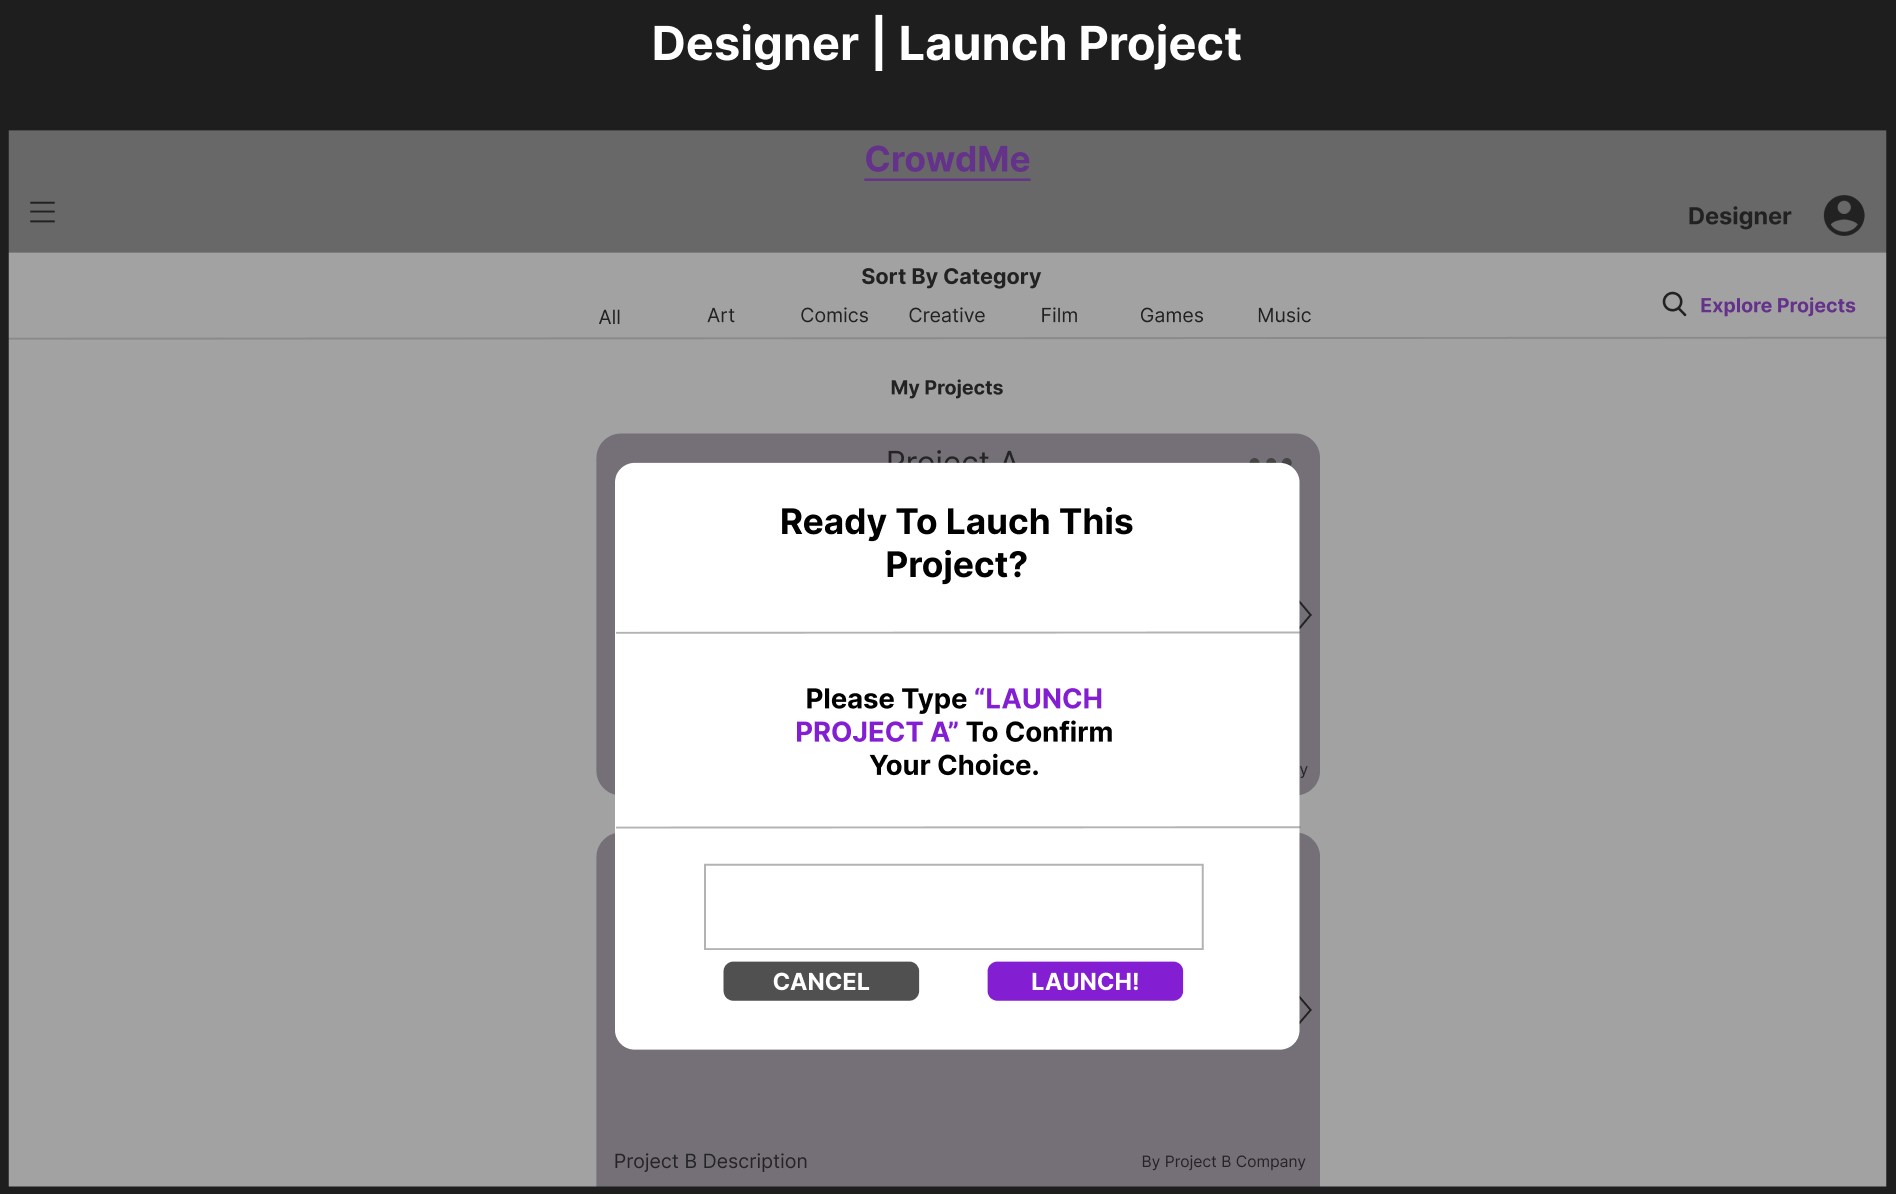 Designer | Launch Project
CrowdMe
Designer
Sort By Category
All Art Comics Creative Film Games Music
Explore Projects
My Projects
Project A
Ready To Lauch This
Project?
Please Type “LAUNCH
PROJECT A” To Confirm
Your Choice.
y
CANCEL LAUNCH!
Project B Description By Project B Company